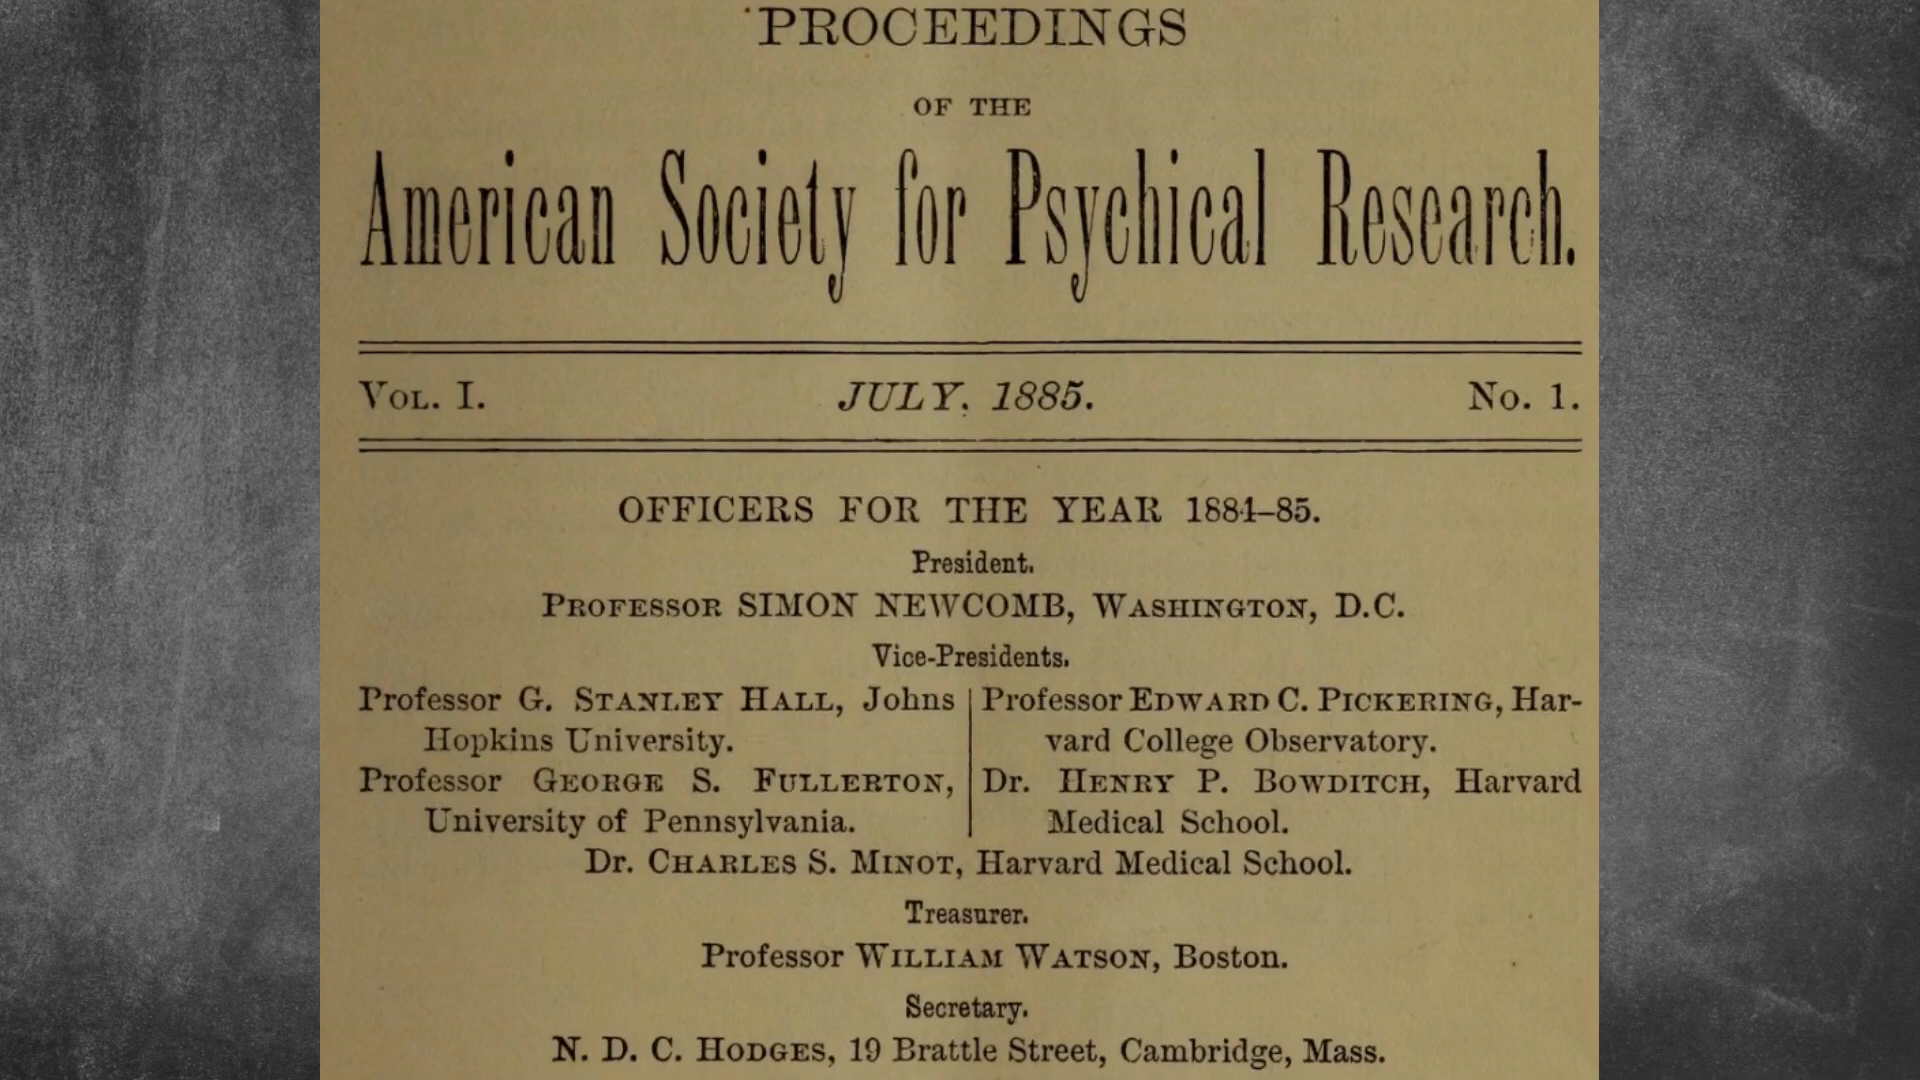 PROCEEDINGS
OF THE
American Society for Psychical Research.
VOL. I.
JULY, 1885.
No. 1.
OFFICERS FOR THE YEAR 1884–85.
President.
PROFESSOR SIMON NEWCOMB, WASHINGTON, D.C.
Vice-Presidents.
Professor G. STANLEY HALL, Johns
Hopkins University.
Professor GEORGE S. FULLERTON,
University of Pennsylvania.
Professor EDWARD C. PICKERING, Har-
vard College Observatory.
Dr. HENRY P. BOWDITCH, Harvard
Medical School.
Dr. CHARLES S. MINOT, Harvard Medical School.
Treasurer.
Professor WILLIAM WATSON, Boston.
Secretary.
N. D. C. HODGES, 19 Brattle Street, Cambridge, Mass.